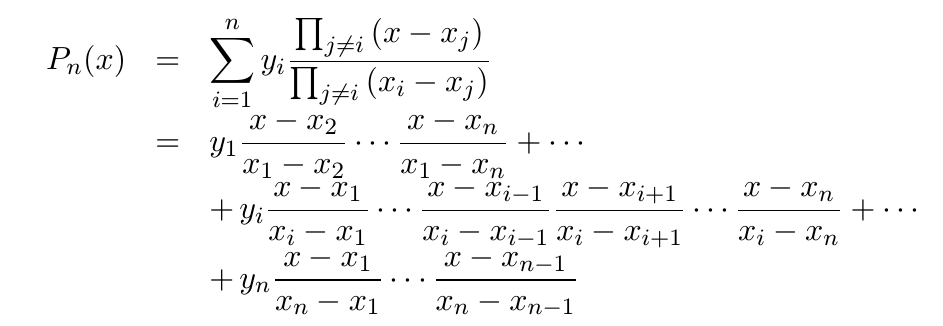 P_n(x) = \sum_{i=1}^{n} y_i \frac{\prod_{j \neq i} (x - x_j)}{\prod_{j \neq i} (x_i - x_j)}
= y_1 \frac{x - x_2}{x_1 - x_2} \cdots \frac{x - x_n}{x_1 - x_n} + \cdots
+ y_i \frac{x - x_1}{x_i - x_1} \cdots \frac{x - x_{i-1}}{x_i - x_{i-1}} \frac{x - x_{i+1}}{x_i - x_{i+1}} \cdots \frac{x - x_n}{x_i - x_n} + \cdots
+ y_n \frac{x - x_1}{x_n - x_1} \cdots \frac{x - x_{n-1}}{x_n - x_{n-1}}